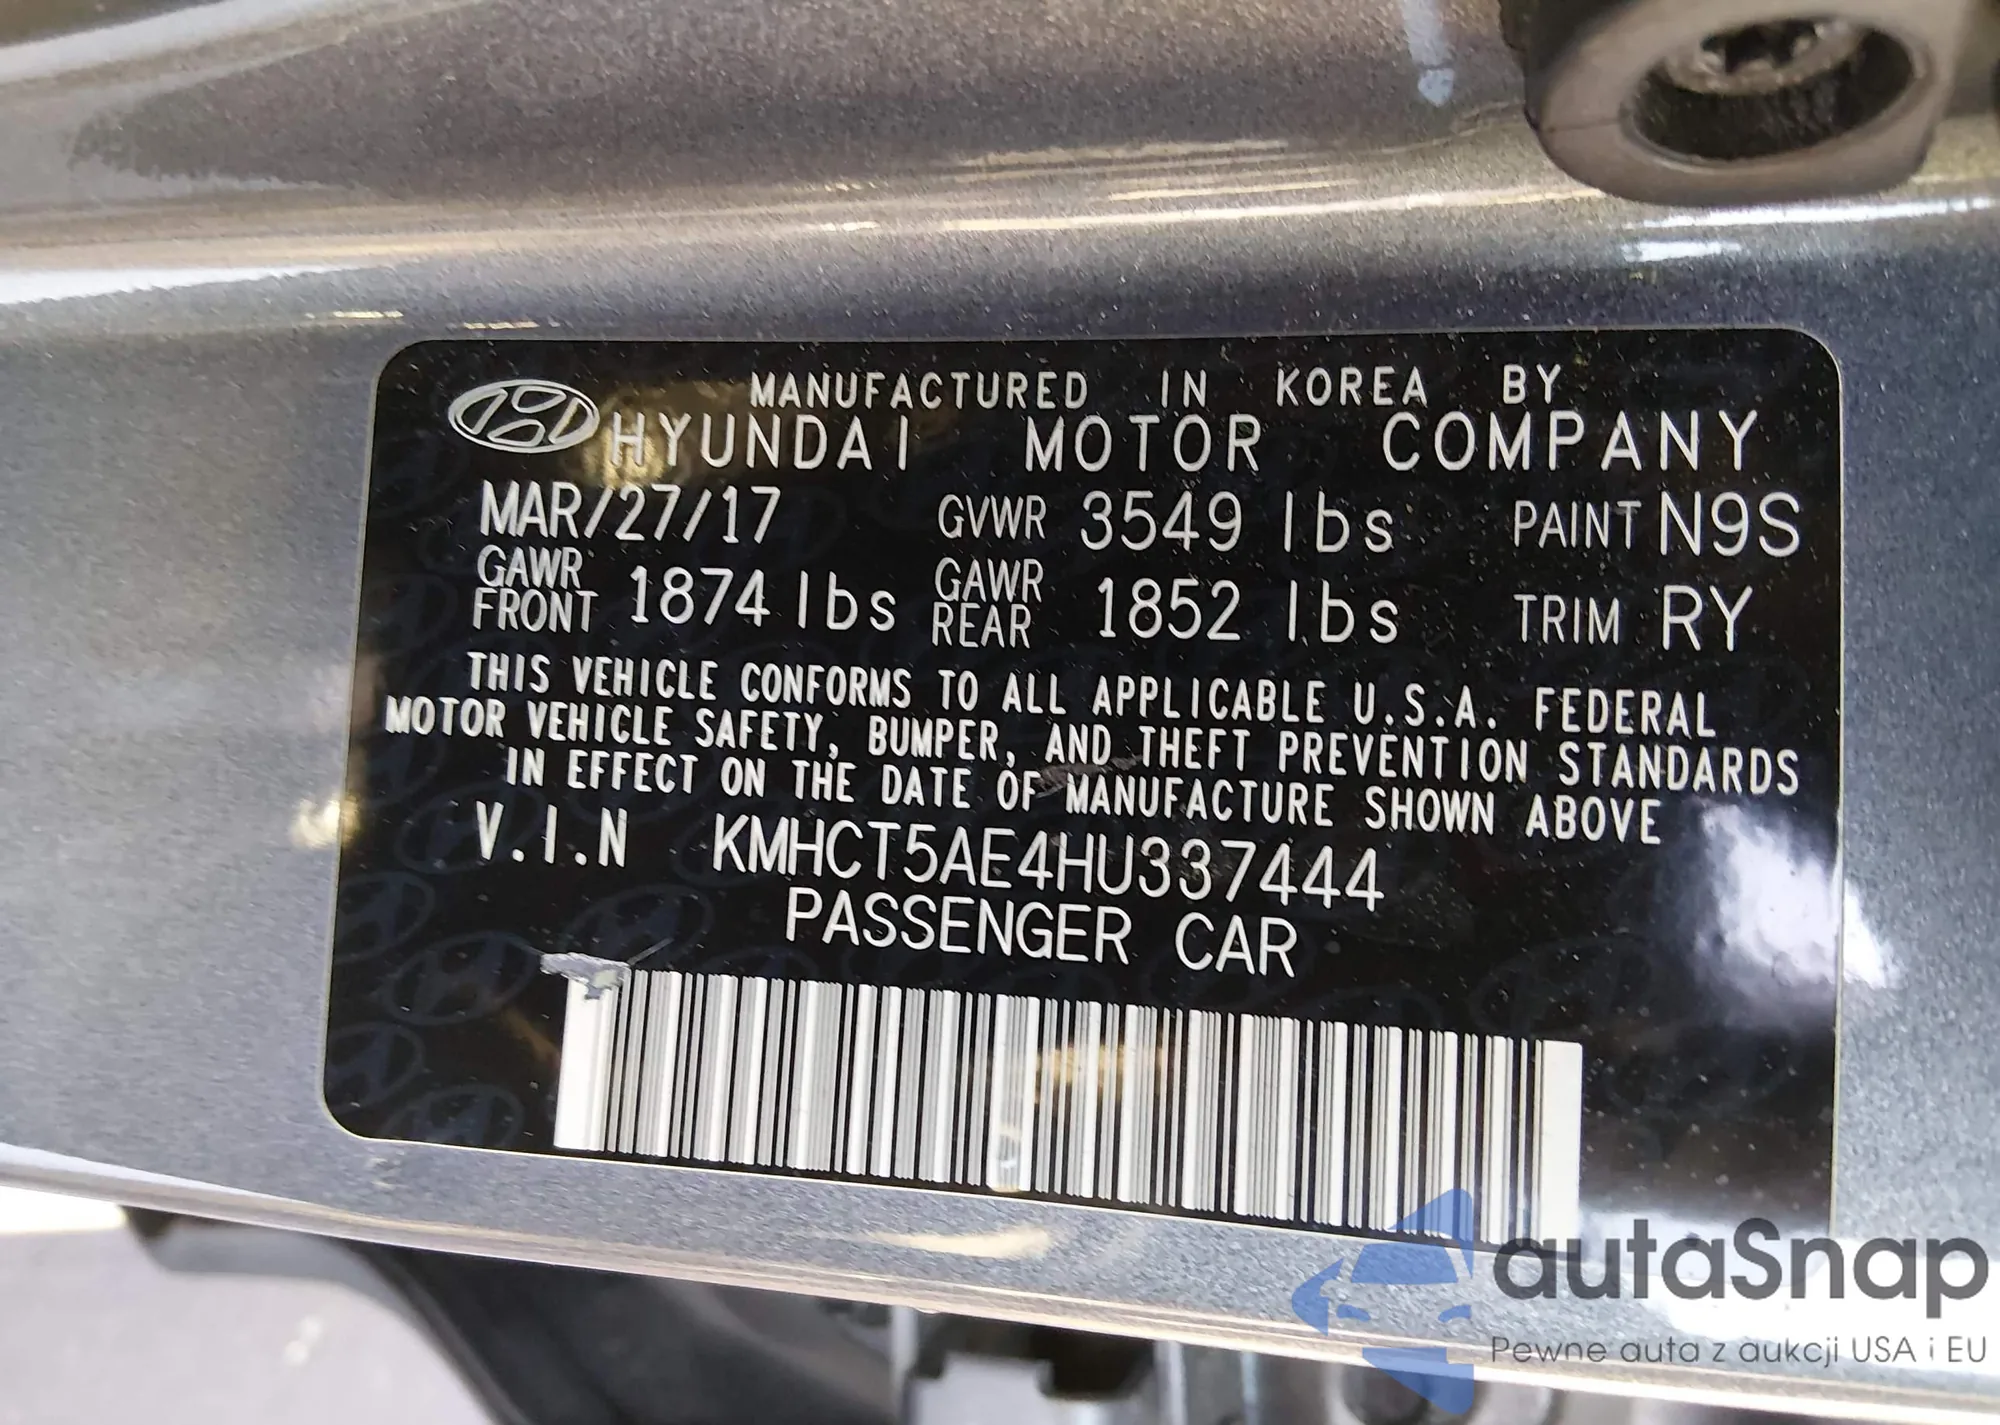 MANUFACTURED IN KOREA BY
HYUNDAI MOTOR COMPANY
MAR/27/17 GVWR 3549 lbs PAINT N9S
GAWR FRONT 1874 lbs GAWR REAR 1852 lbs TRIM RY
THIS VEHICLE CONFORMS TO ALL APPLICABLE U.S.A. FEDERAL
MOTOR VEHICLE SAFETY, BUMPER, AND THEFT PREVENTION STANDARDS
IN EFFECT ON THE DATE OF MANUFACTURE SHOWN ABOVE
V.I.N KMHCT5AE4HU337444
PASSENGER CAR
autaSnap
Pewne auta z aukcji USA i EU